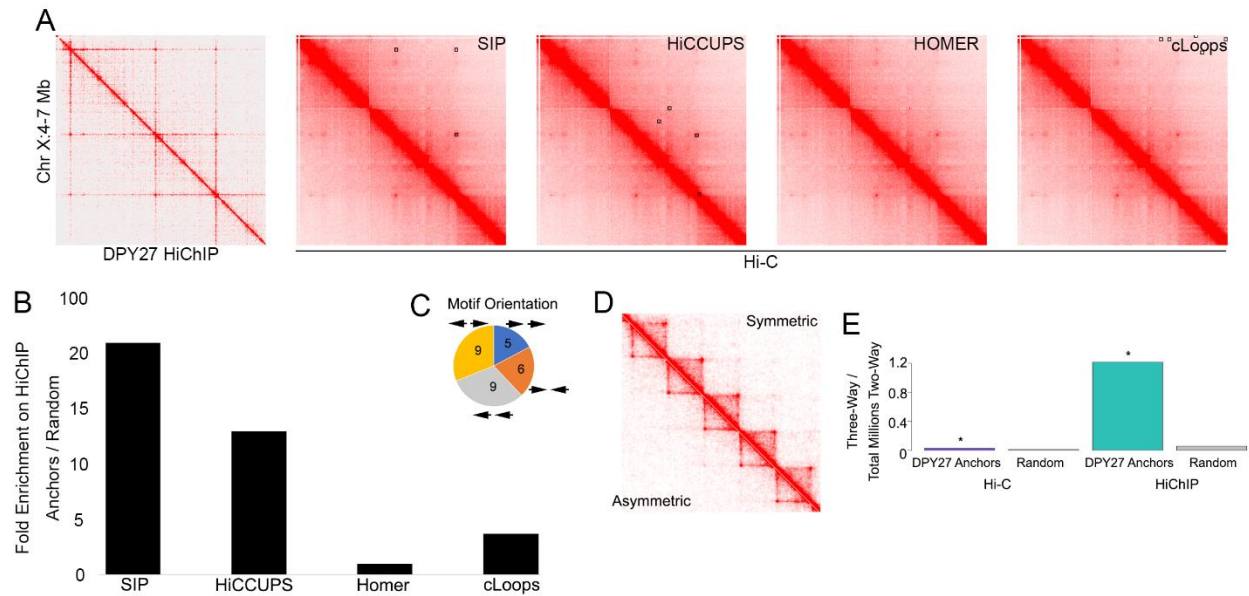 A
SIP
HiCCUPS
HOMER
cLoops
Chr X:4-7 Mb
DPY27 HiChIP
Hi-C
B
Fold Enrichment on HiChIP
Anchors / Random
100
20
15
10
5
0
SIP
HiCCUPS
Homer
cLoops
C
Motif Orientation
9
5
6
9
D
Symmetric
Asymmetric
E
Three-Way /
Total Millions Two-Way
1.2
0.8
0.4
0
*
*
DPY27 Anchors
Random
DPY27 Anchors
Random
Hi-C
HiChIP